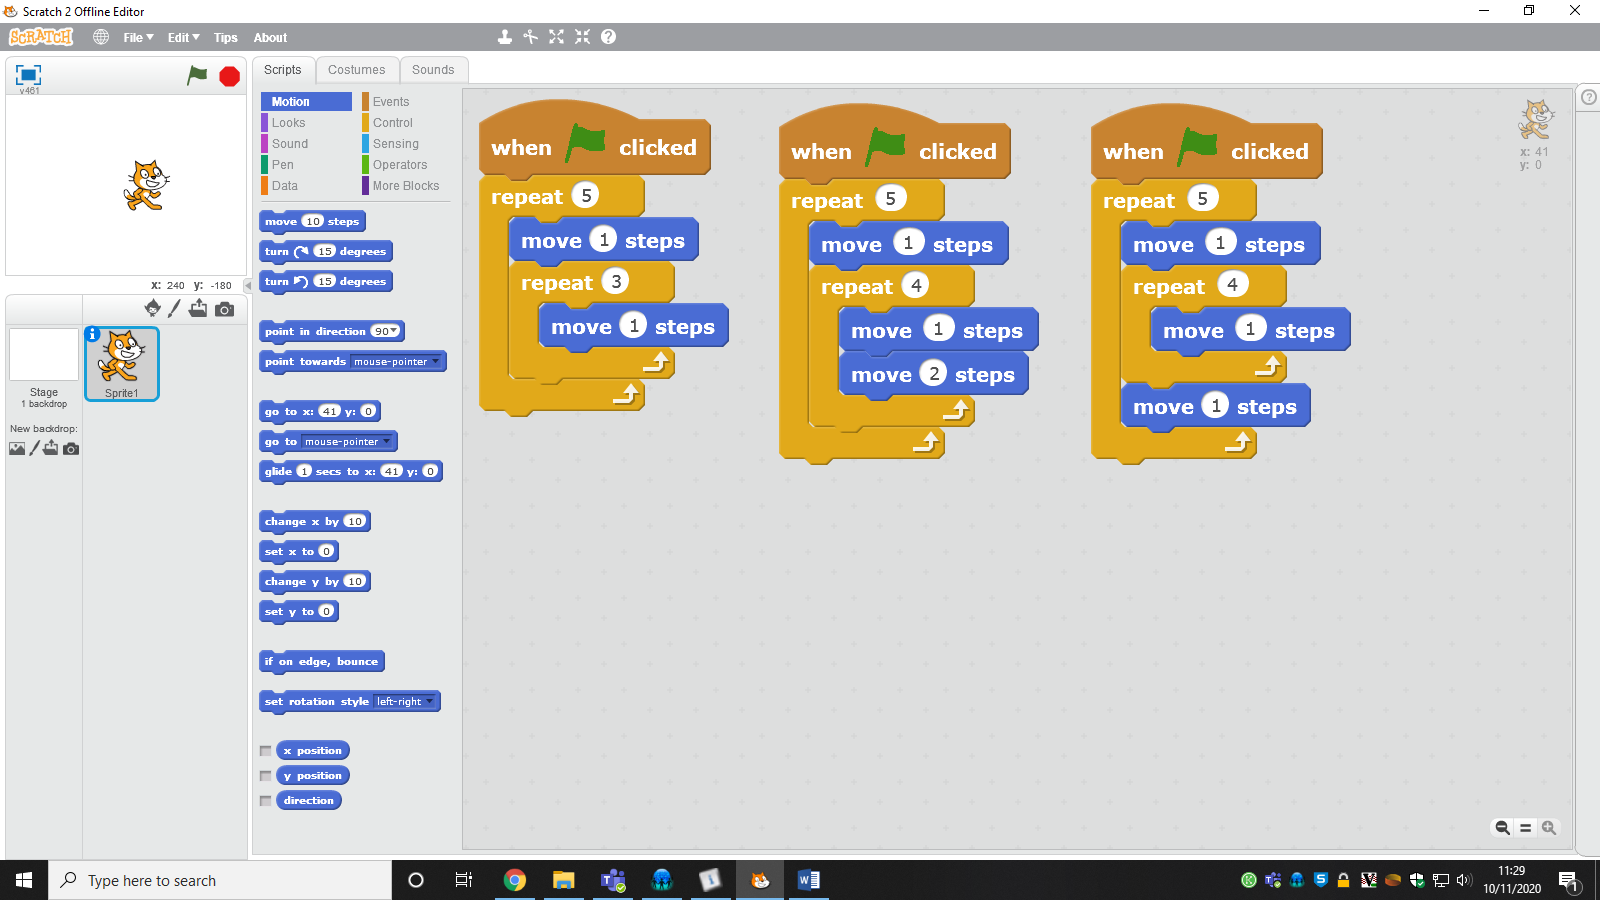 Scratch 2 Offline Editor
SCRATCH File Edit Tips About
v461
Scripts Costumes Sounds
Motion Events
Looks Control
Sound Sensing
Pen Operators
Data More Blocks
move 10 steps
turn 15 degrees
turn 15 degrees
point in direction 90
point towards mouse-pointer
go to x: 41 y: 0
go to mouse-pointer
glide 1 secs to x: 41 y: 0
change x by 10
set x to 0
change y by 10
set y to 0
if on edge, bounce
set rotation style left-right
x position
y position
direction
X: 240 y: -180
Sprite1
Stage
1 backdrop
New backdrop:
when clicked
repeat 5
move 1 steps
repeat 3
move 1 steps
when clicked
repeat 5
move 1 steps
repeat 4
move 1 steps
move 2 steps
when clicked
repeat 5
move 1 steps
repeat 4
move 1 steps
move 1 steps
x: 41
y: 0
Type here to search
11:29
10/11/2020
1